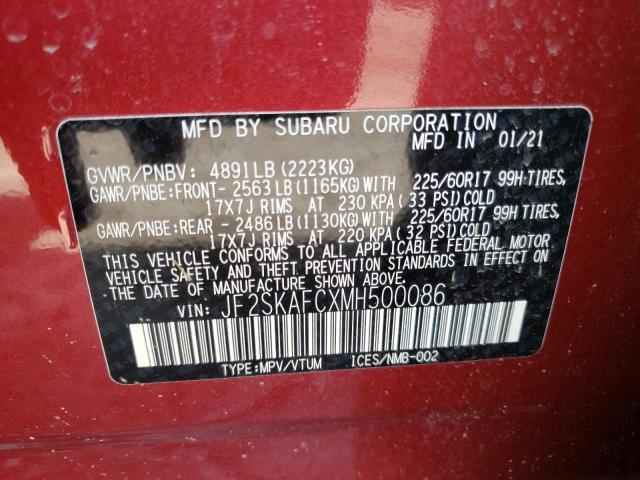 MFD BY SUBARU CORPORATION
MFD IN 01/21
GVWR/PNBV: 4891LB (2223KG)
GAWR/PNBE:FRONT- 2563 LB (1165KG) WITH 225/60R17 99H TIRES,
17X7J RIMS AT 230 KPA (33 PSI) COLD
GAWR/PNBE:REAR - 2486 LB (1130KG) WITH 225/60R17 99H TIRES,
17X7J RIMS AT 220 KPA (32 PSI) COLD
THIS VEHICLE CONFORMS TO ALL APPLICABLE FEDERAL MOTOR
VEHICLE SAFETY AND THEFT PREVENTION STANDARDS IN EFFECT ON
THE DATE OF MANUFACTURE SHOWN ABOVE.
VIN: JF2SKAFCXMH500086
TYPE:MPV/VTUM ICES/NMB-002